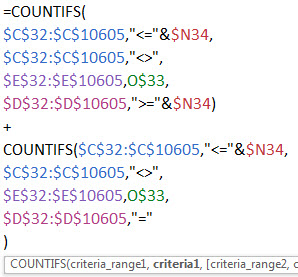 =COUNTIFS(
$C$32:$C$10605,"<="&$N34,
$C$32:$C$10605,"<>",
$E$32:$E$10605,O$33,
$D$32:$D$10605,">="&$N34)
+
COUNTIFS($C$32:$C$10605,"<="&$N34,
$C$32:$C$10605,"<>",
$E$32:$E$10605,O$33,
$D$32:$D$10605,"="
)
COUNTIFS(criteria_range1, criteria1, [criteria_range2, c